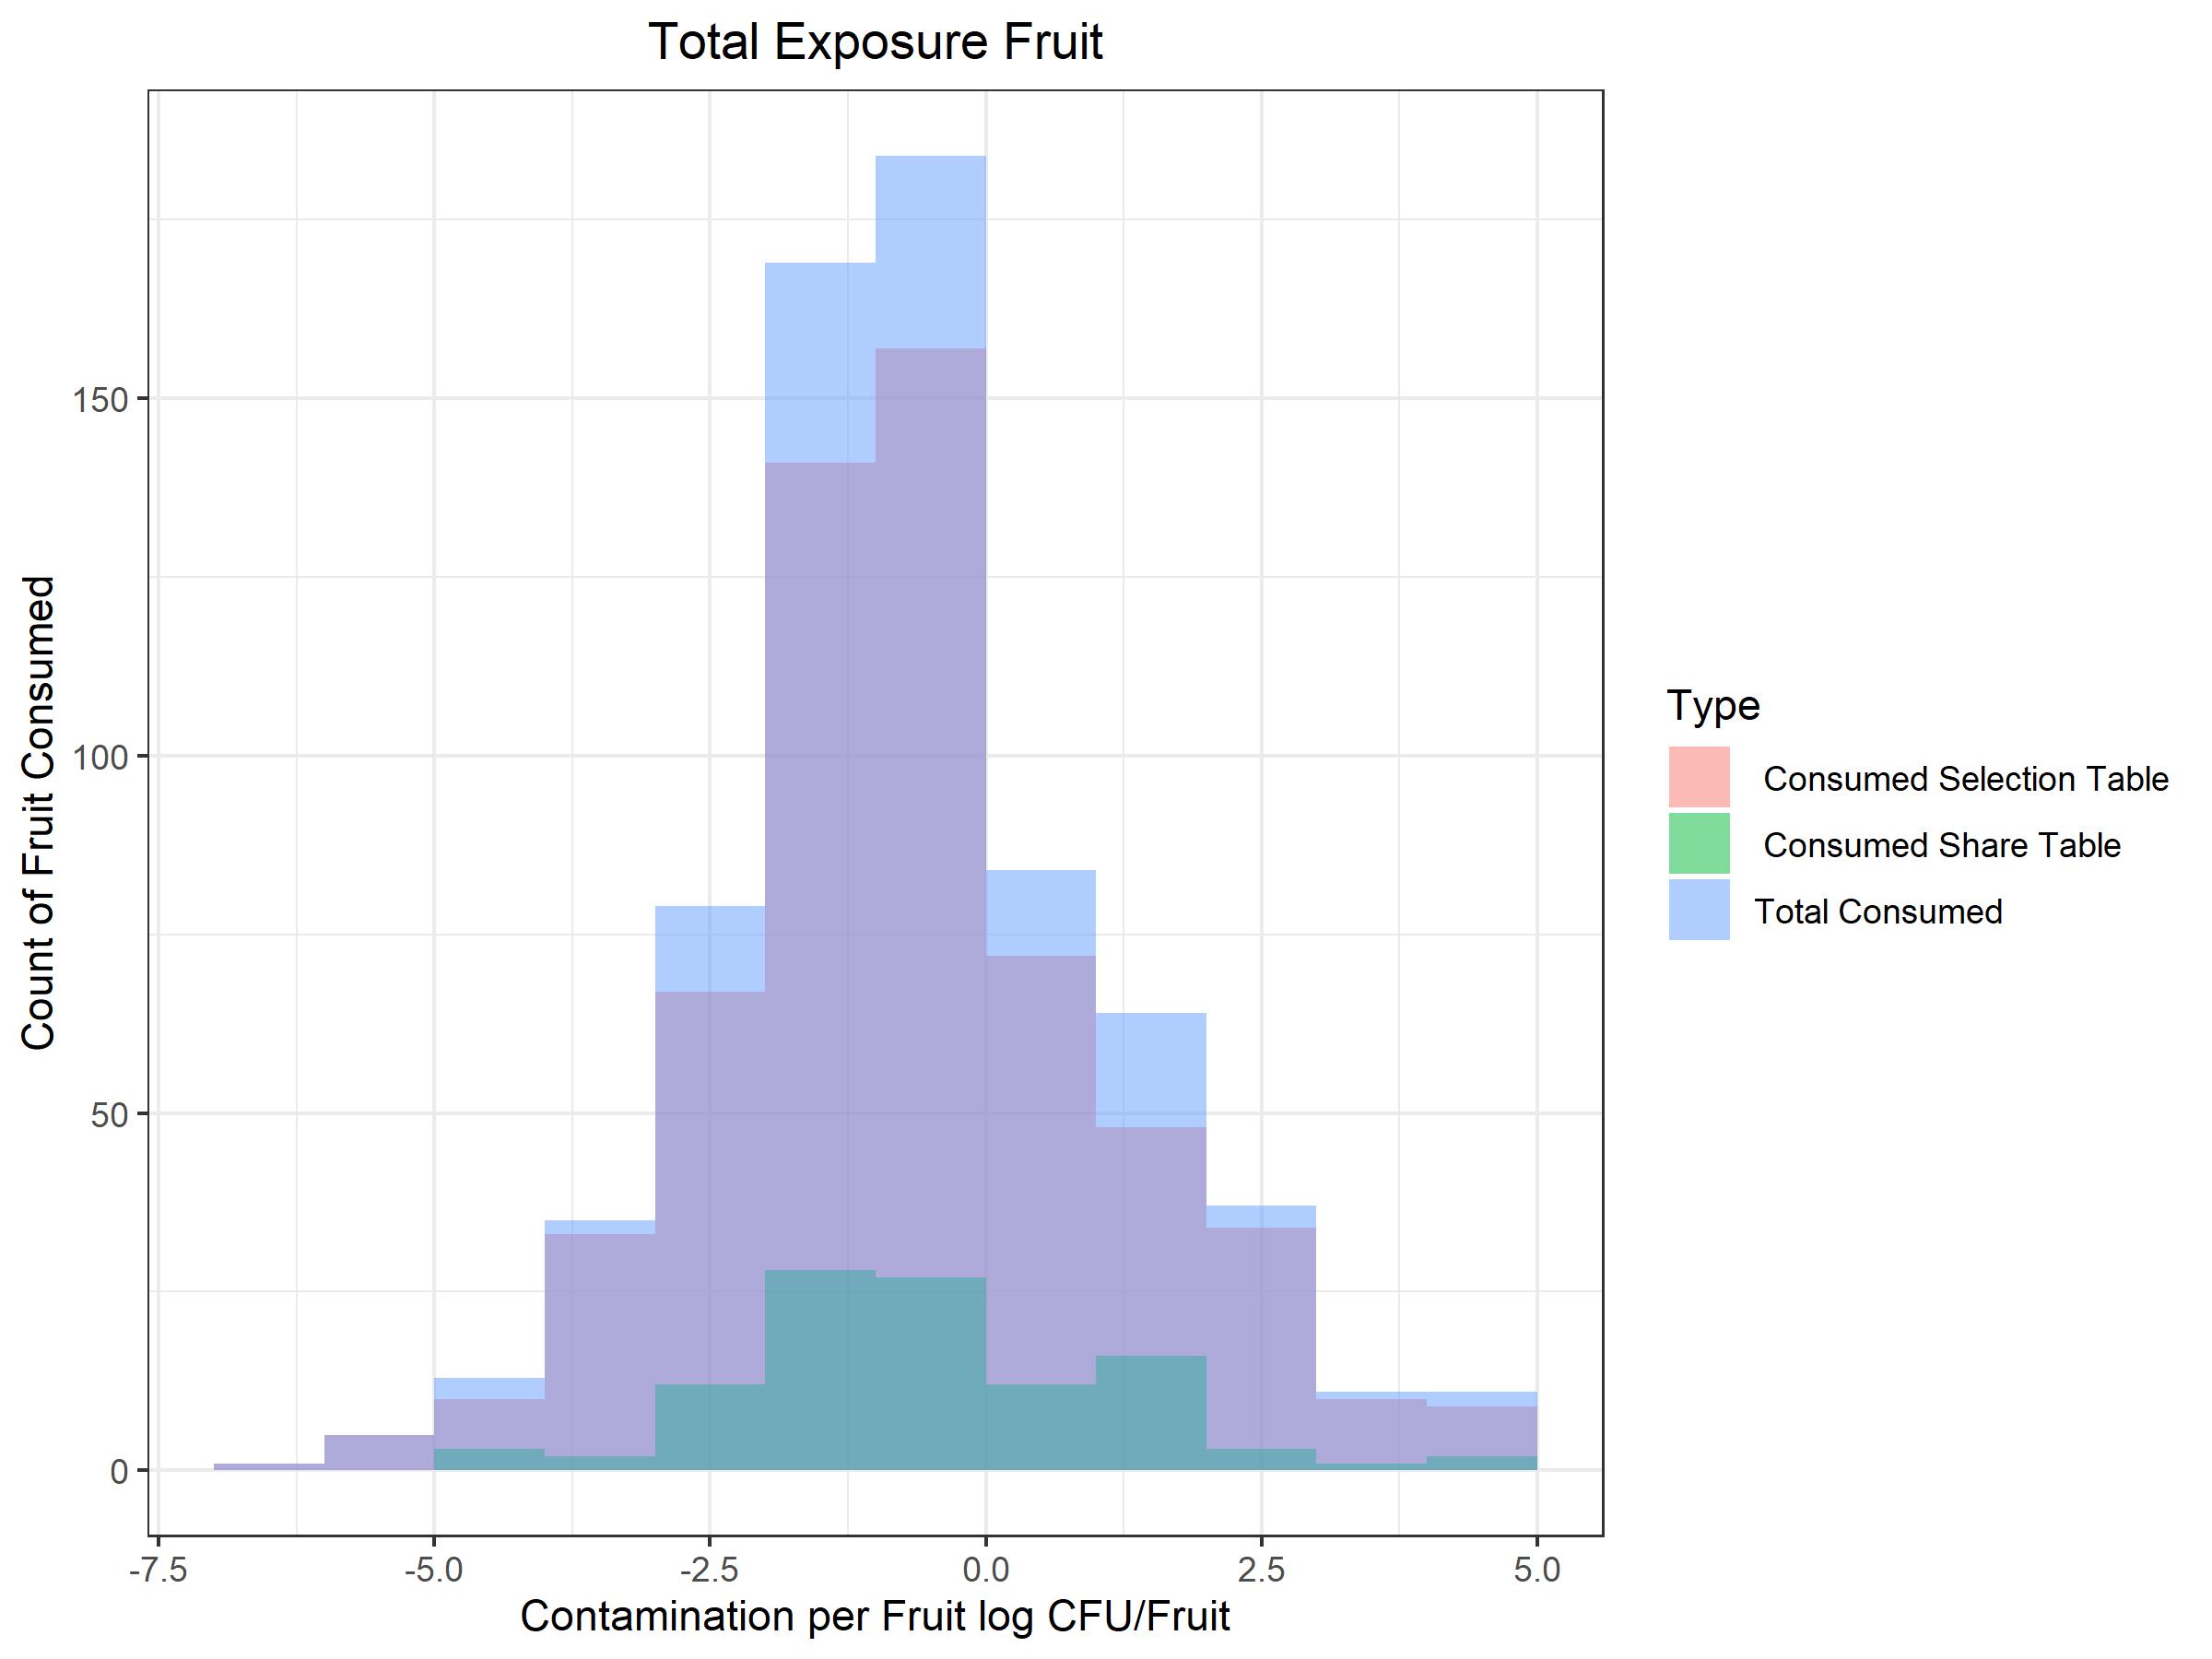 Total Exposure Fruit
Count of Fruit Consumed
150
100
50
0
-7.5 -5.0 -2.5 0.0 2.5 5.0
Contamination per Fruit log CFU/Fruit
Type
Consumed Selection Table
Consumed Share Table
Total Consumed